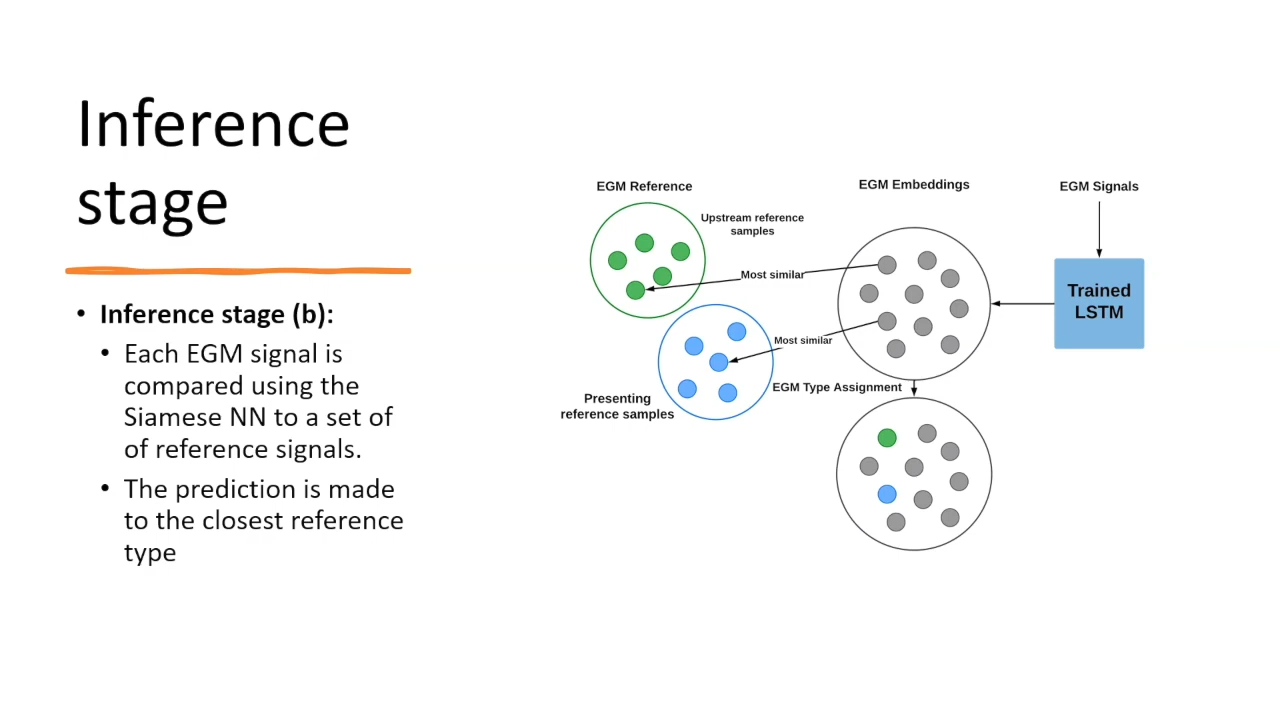 Inference
stage
• Inference stage (b):
• Each EGM signal is
compared using the
Siamese NN to a set of
of reference signals.
• The prediction is made
to the closest reference
type
EGM Reference
Upstream reference
samples
Most similar
Most similar
Presenting
reference samples
EGM Embeddings
EGM Type Assignment
EGM Signals
Trained
LSTM